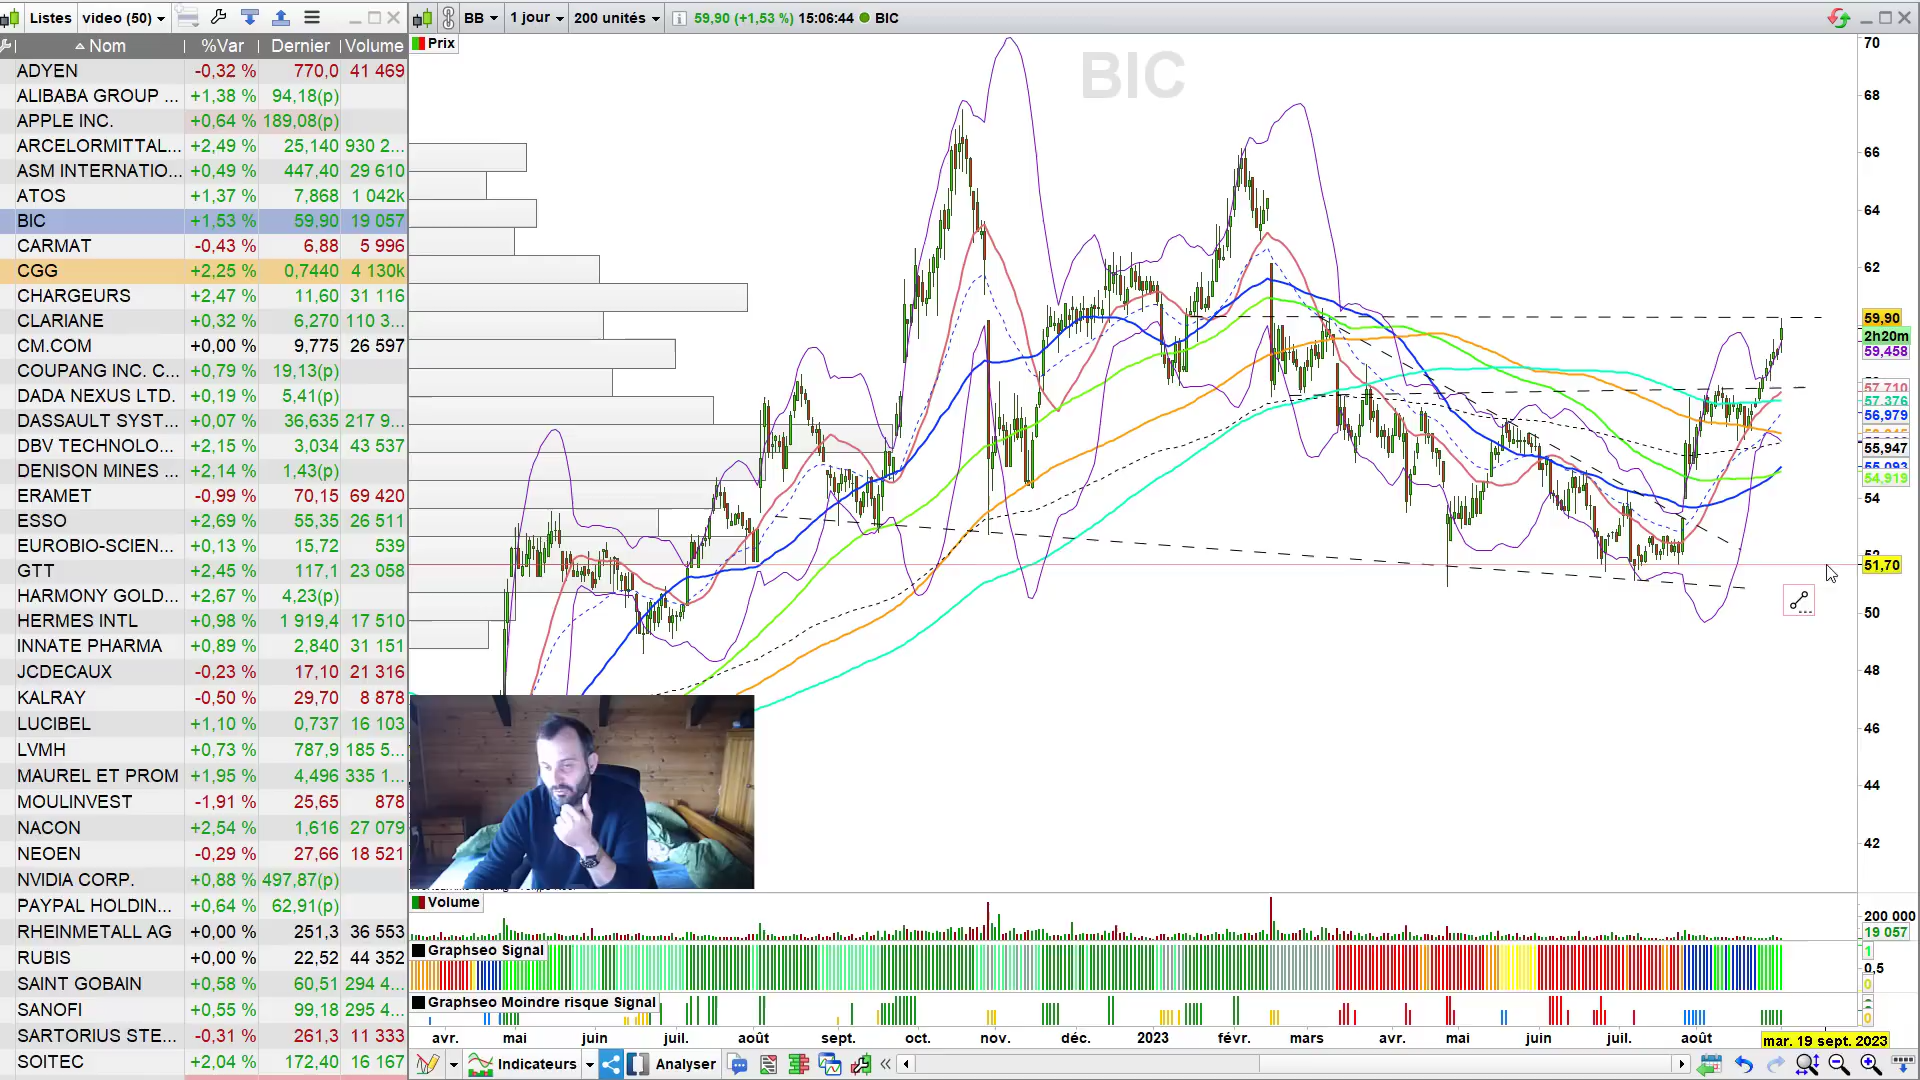 Listes video (50)
BB 1 jour 200 unités 59,90 (+1,53 %) 15:06:44 BIC
Nom %Var Dernier Volume
Prix
BIC
ADYEN -0,32 % 770,0 41 469
ALIBABA GROUP ... +1,38 % 94,18(p)
APPLE INC. +0,64 % 189,08(p)
ARCELORMITTAL... +2,49 % 25,140 930 2...
ASM INTERNATIO... +0,49 % 447,40 29 610
ATOS +1,37 % 7,868 1 042k
BIC +1,53 % 59,90 19 057
CARMAT -0,43 % 6,88 5 996
CGG +2,25 % 0,7440 4 130k
CHARGEURS +2,47 % 11,60 31 116
CLARIANE +0,32 % 6,270 110 3...
CM.COM +0,00 % 9,775 26 597
COUPANG INC. C... +0,79 % 19,13(p)
DADA NEXUS LTD. +0,19 % 5,41(p)
DASSAULT SYST... +0,07 % 36,635 217 9...
DBV TECHNOLO... +2,15 % 3,034 43 537
DENISON MINES ... +2,14 % 1,43(p)
ERAMET -0,99 % 70,15 69 420
ESSO +2,69 % 55,35 26 511
EUROBIO-SCIEN... +0,13 % 15,72 539
GTT +2,45 % 117,1 23 058
HARMONY GOLD... +2,67 % 4,23(p)
HERMES INTL +0,98 % 1 919,4 17 510
INNATE PHARMA +0,89 % 2,840 31 151
JCDECAUX -0,23 % 17,10 21 316
KALRAY -0,50 % 29,70 8 878
LUCIBEL +1,10 % 0,737 16 103
LVMH +0,73 % 787,9 185 5...
MAUREL ET PROM +1,95 % 4,496 335 1...
MOULINVEST -1,91 % 25,65 878
NACON +2,54 % 1,616 27 079
NEOEN -0,29 % 27,66 18 521
NVIDIA CORP. +0,88 % 497,87(p)
PAYPAL HOLDIN... +0,64 % 62,91(p)
RHEINMETALL AG +0,00 % 251,3 36 553
RUBIS +0,00 % 22,52 44 352
SAINT GOBAIN +0,58 % 60,51 294 4...
SANOFI +0,55 % 99,18 295 4...
SARTORIUS STE... -0,31 % 261,3 11 333
SOITEC +2,04 % 172,40 16 167
70
68
66
64
62
59,90
2h20m
59,458
57,710
57,376
56,979
55,947
55,093
54,919
54
52
51,70
50
48
46
44
42
Volume
200 000
19 057
Graphseo Signal
1
0,5
0
Graphseo Moindre risque Signal
0
avr. mai juin juil. août sept. oct. nov. déc. 2023 févr. mars avr. mai juin juil. août mar. 19 sept. 2023
Indicateurs Analyser